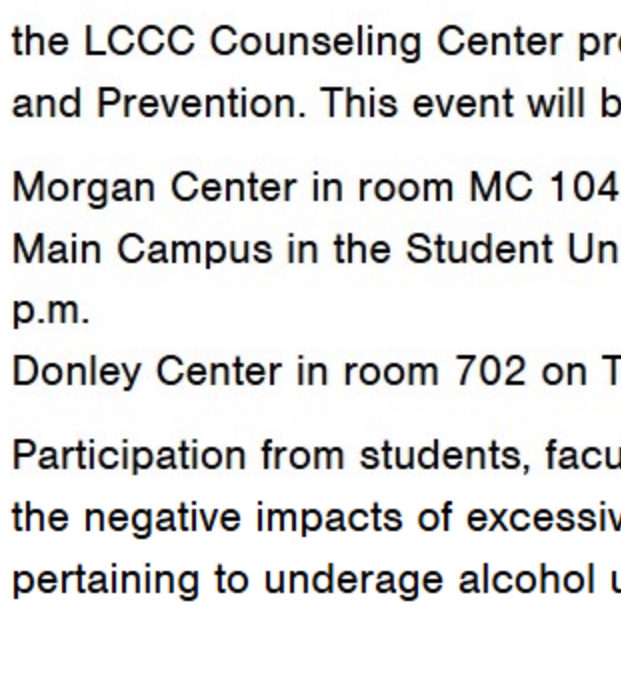 the LCCC Counseling Center
and Prevention. This event will
Morgan Center in room MC 104
Main Campus in the Student
p.m.
Donley Center in room 702 on
Participation from students,
the negative impacts of
pertaining to underage alcohol